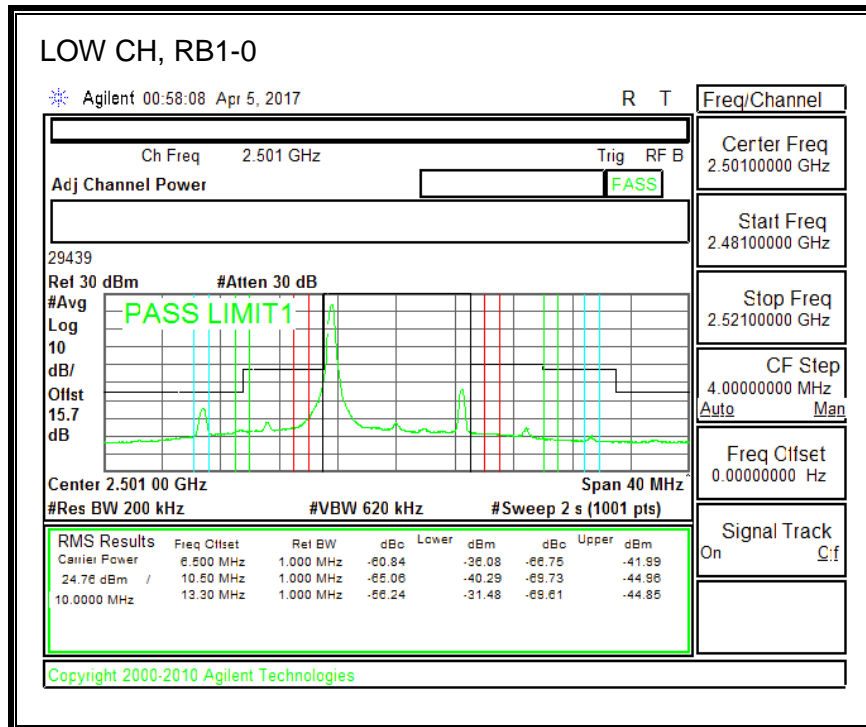 LOW CH, RB1-0
Agilent 00:58:08 Apr 5, 2017 R T
Freq/Channel
Ch Freq 2.501 GHz Trig RF B
Adj Channel Power FASS
Center Freq
2.50100000 GHz
Start Freq
2.48100000 GHz
Stop Freq
2.52100000 GHz
CF Step
4.00000000 MHz
Auto Man
Freq Offset
0.00000000 Hz
Signal Track
On Off
29439
Ref 30 dBm #Atten 30 dB
#Avg
Log
10
dB/
Offst
15.7
dB
PASS LIMIT1
Center 2.501 00 GHz Span 40 MHz
#Res BW 200 kHz #VBW 620 kHz #Sweep 2 s (1001 pts)
RMS Results Freq Offset Ref BW dBc Lower dBm dBc Upper dBm
Carrier Power 6.500 MHz 1.000 MHz -60.84 -36.08 -66.75 -41.99
24.76 dBm / 10.50 MHz 1.000 MHz -65.06 -40.29 -69.73 -44.96
10.0000 MHz 13.30 MHz 1.000 MHz -56.24 -31.48 -69.61 -44.85
Copyright 2000-2010 Agilent Technologies